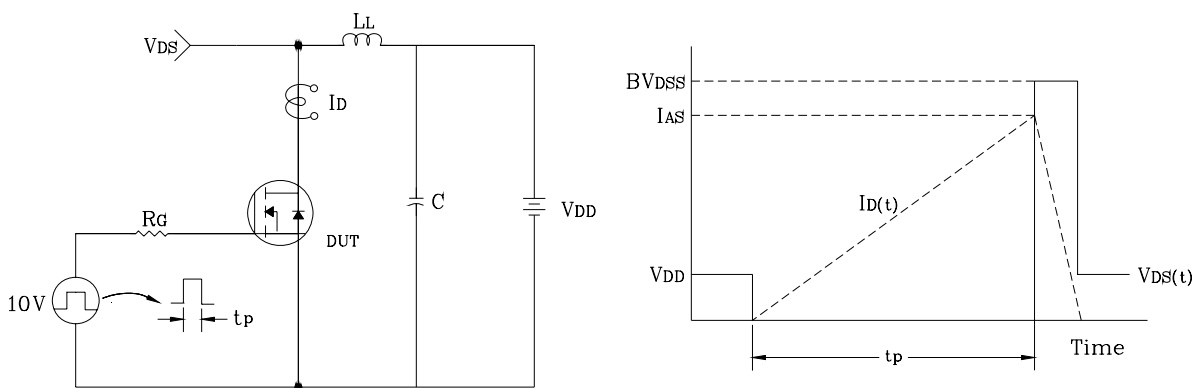 VDS
LL
ID
RG
DUT
C
VDD
10V
tp
BVDSS
IAS
ID(t)
VDD
VDS(t)
tp
Time